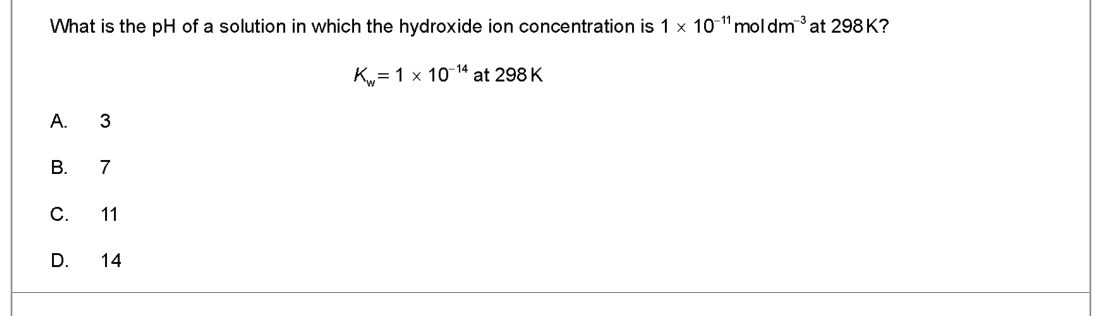 What is the pH of a solution in which the hydroxide ion concentration is 1 × 10⁻¹¹ mol dm⁻³ at 298 K?
Kw = 1 × 10⁻¹⁴ at 298 K
A. 3
B. 7
C. 11
D. 14